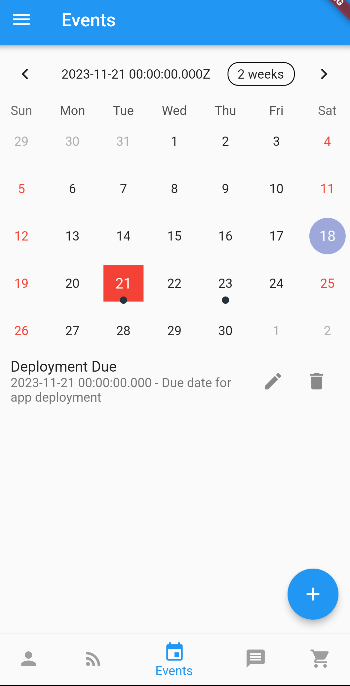 Events
2023-11-21 00:00:00.000Z 2 weeks
Sun Mon Tue Wed Thu Fri Sat
29 30 31 1 2 3 4
5 6 7 8 9 10 11
12 13 14 15 16 17 18
19 20 21 22 23 24 25
26 27 28 29 30 1 2
Deployment Due
2023-11-21 00:00:00.000 - Due date for
app deployment
Events